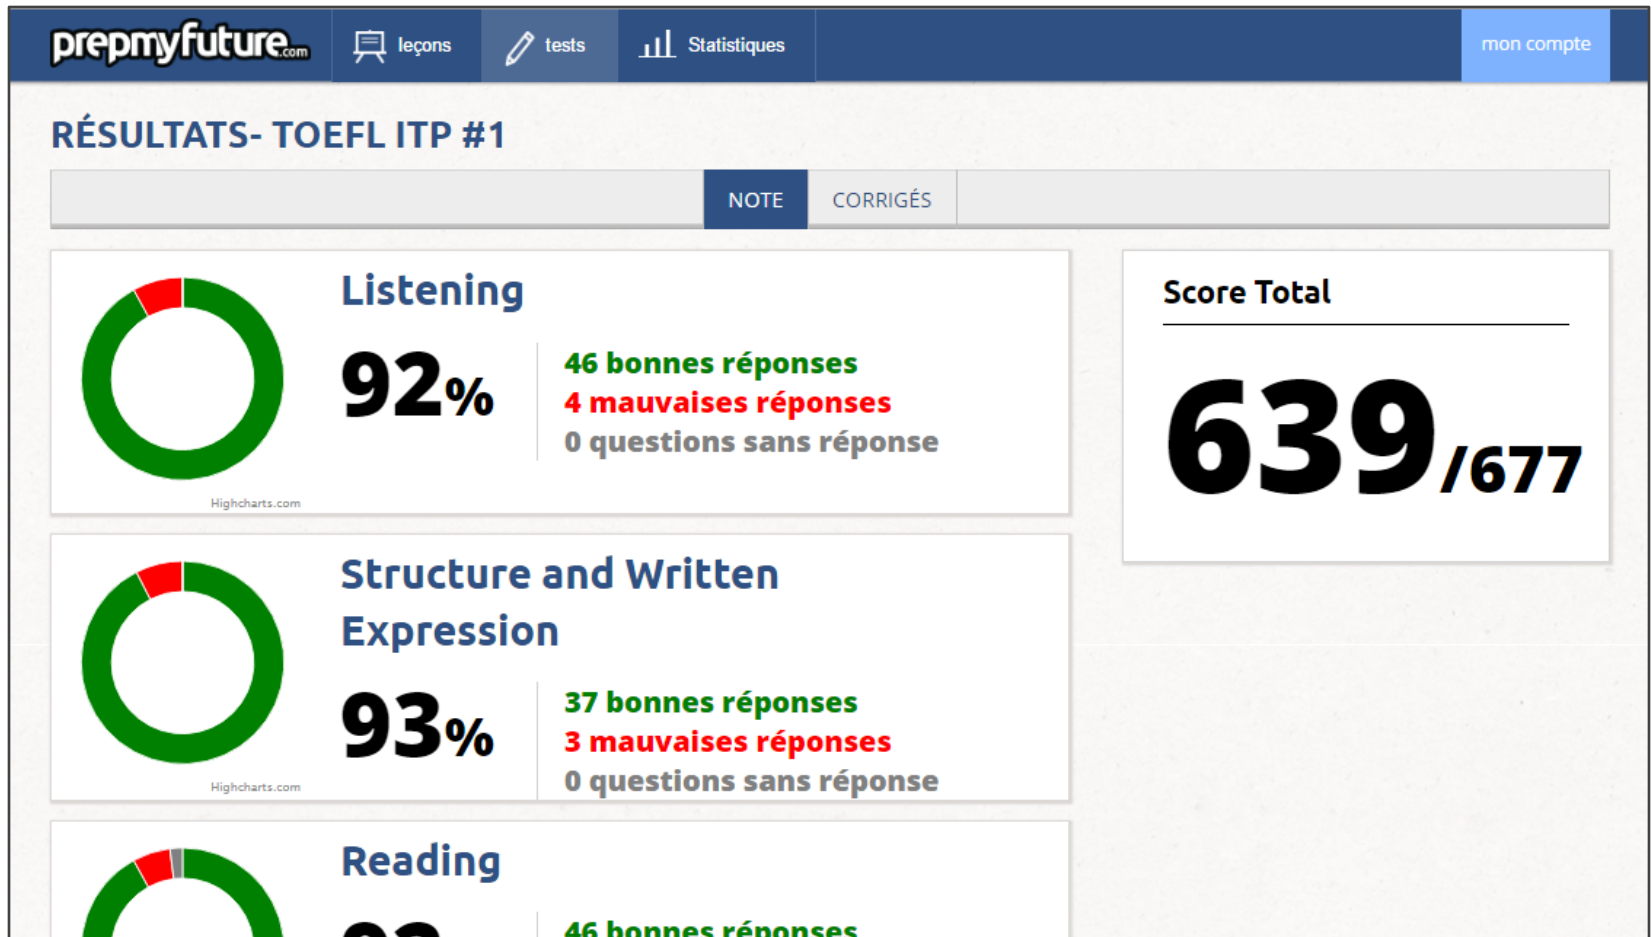 prepmyfuture.com
leçons
tests
Statistiques
mon compte
RÉSULTATS- TOEFL ITP #1
NOTE
CORRIGÉS
Listening
92%
46 bonnes réponses
4 mauvaises réponses
0 questions sans réponse
Highcharts.com
Score Total
639/677
Structure and Written
Expression
93%
37 bonnes réponses
3 mauvaises réponses
0 questions sans réponse
Highcharts.com
Reading
46 bonnes réponses